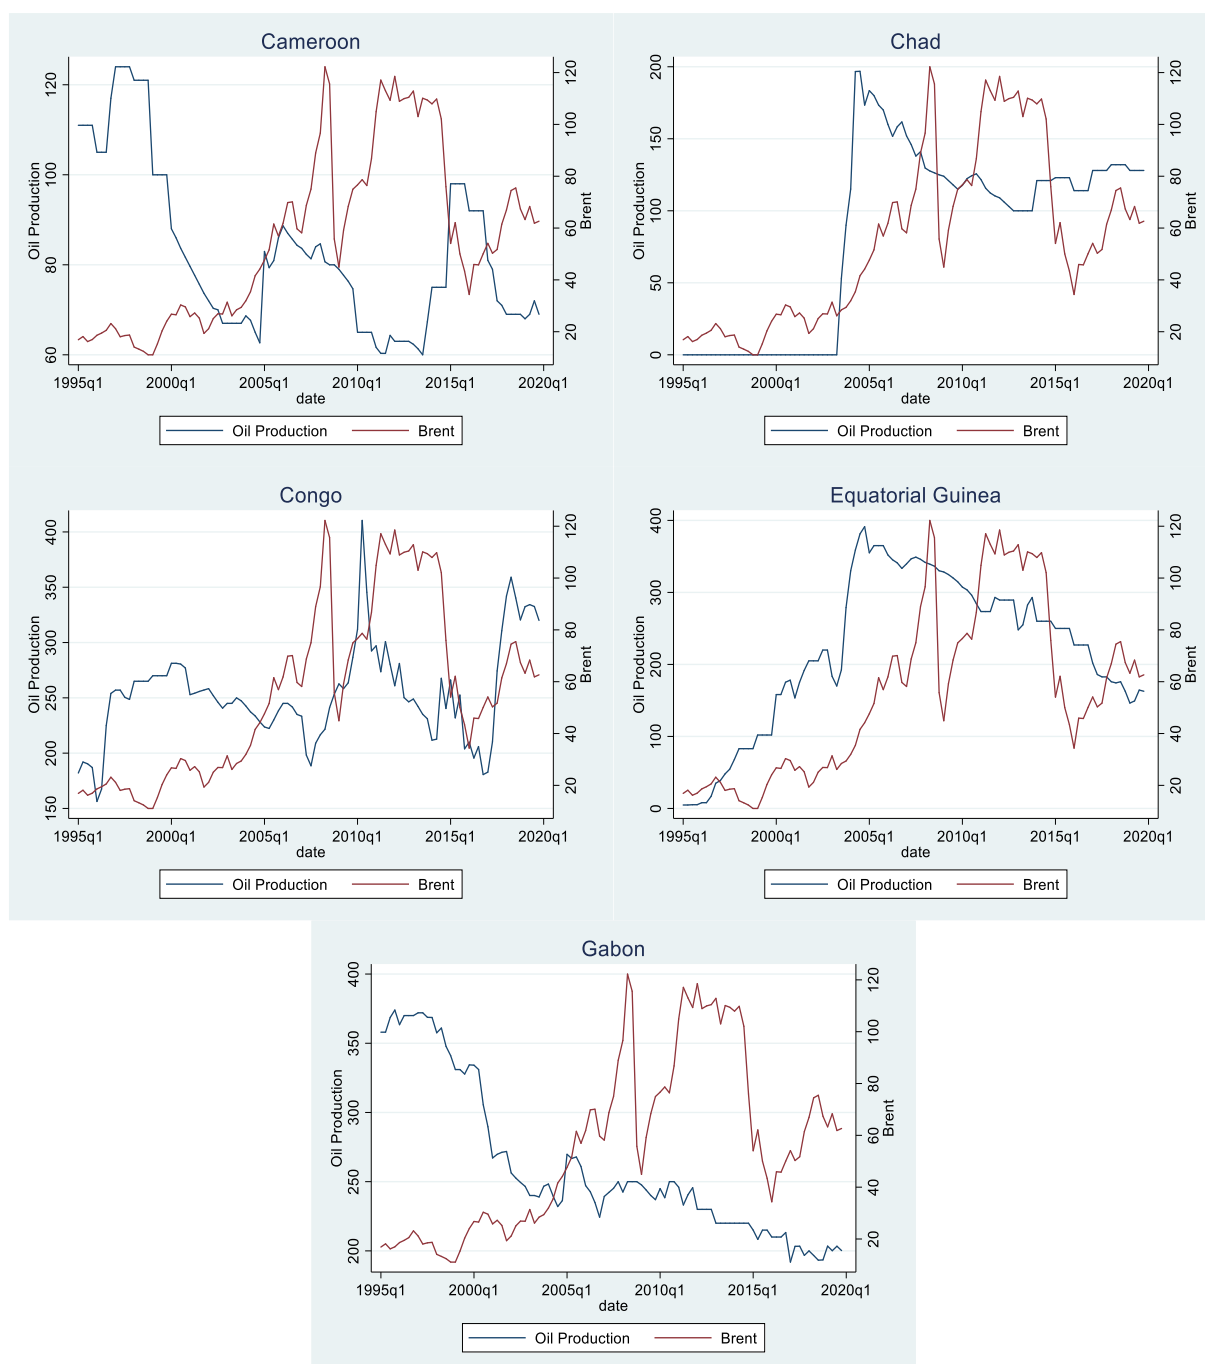 Cameroon
Oil Production
60 80 100 120
Brent
20 40 60 80 100 120
1995q1 2000q1 2005q1 2010q1 2015q1 2020q1
date
Oil Production Brent
Chad
Oil Production
0 50 100 150 200
Brent
20 40 60 80 100 120
1995q1 2000q1 2005q1 2010q1 2015q1 2020q1
date
Oil Production Brent
Congo
Oil Production
150 200 250 300 350 400
Brent
20 40 60 80 100 120
1995q1 2000q1 2005q1 2010q1 2015q1 2020q1
date
Oil Production Brent
Equatorial Guinea
Oil Production
0 100 200 300 400
Brent
20 40 60 80 100 120
1995q1 2000q1 2005q1 2010q1 2015q1 2020q1
date
Oil Production Brent
Gabon
Oil Production
200 250 300 350 400
Brent
20 40 60 80 100 120
1995q1 2000q1 2005q1 2010q1 2015q1 2020q1
date
Oil Production Brent